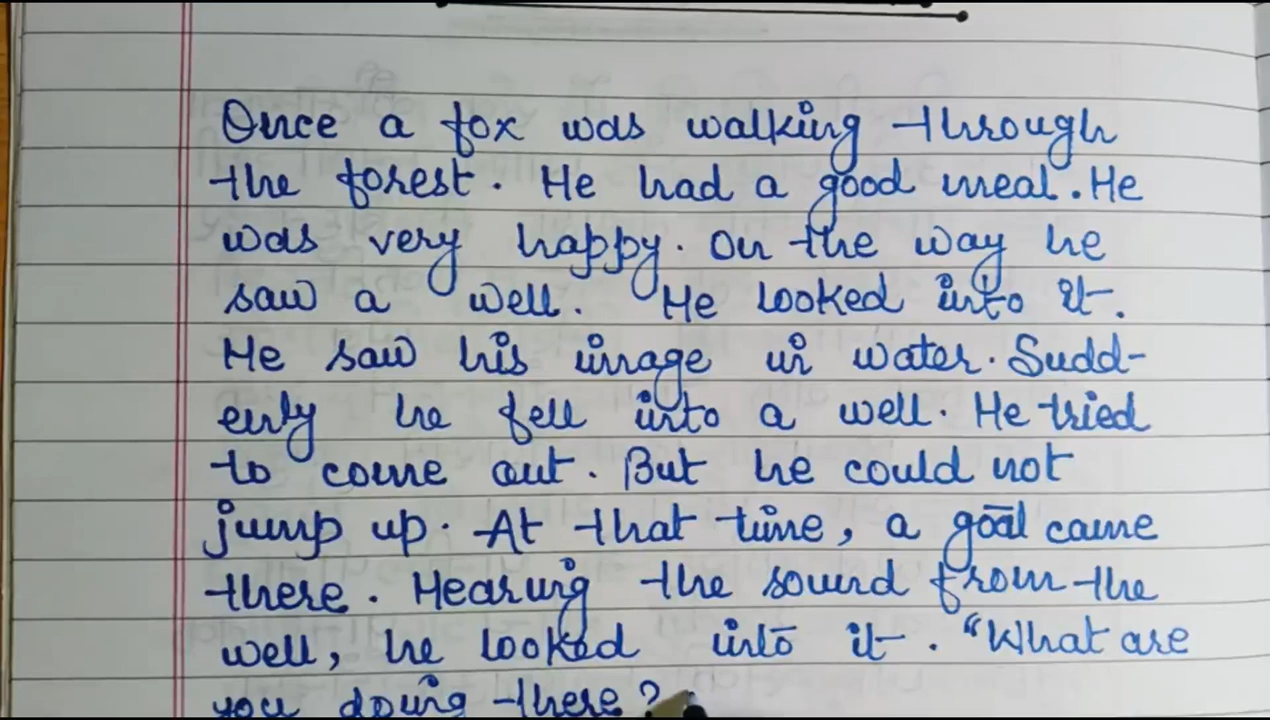 Once a fox was walking through
the forest. He had a good meal. He
was very happy. On the way he
saw a well. He looked into it.
He saw his image in water. Sudd-
enly he fell into a well. He tried
to come out. But he could not
jump up. At that time, a goat came
there. Hearing the sound from the
well, he looked into it. "What are
you doing there?